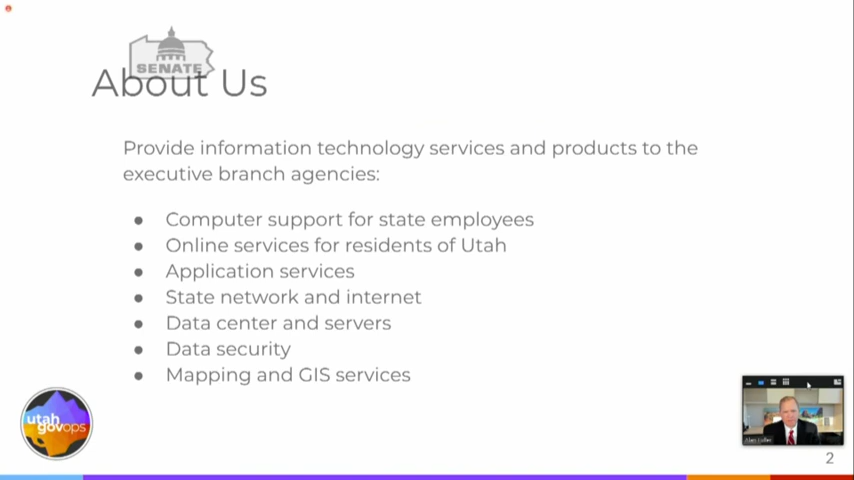 SENATE
About Us
Provide information technology services and products to the
executive branch agencies:
● Computer support for state employees
● Online services for residents of Utah
● Application services
● State network and internet
● Data center and servers
● Data security
● Mapping and GIS services
utah
govops
Alan Fuller
2